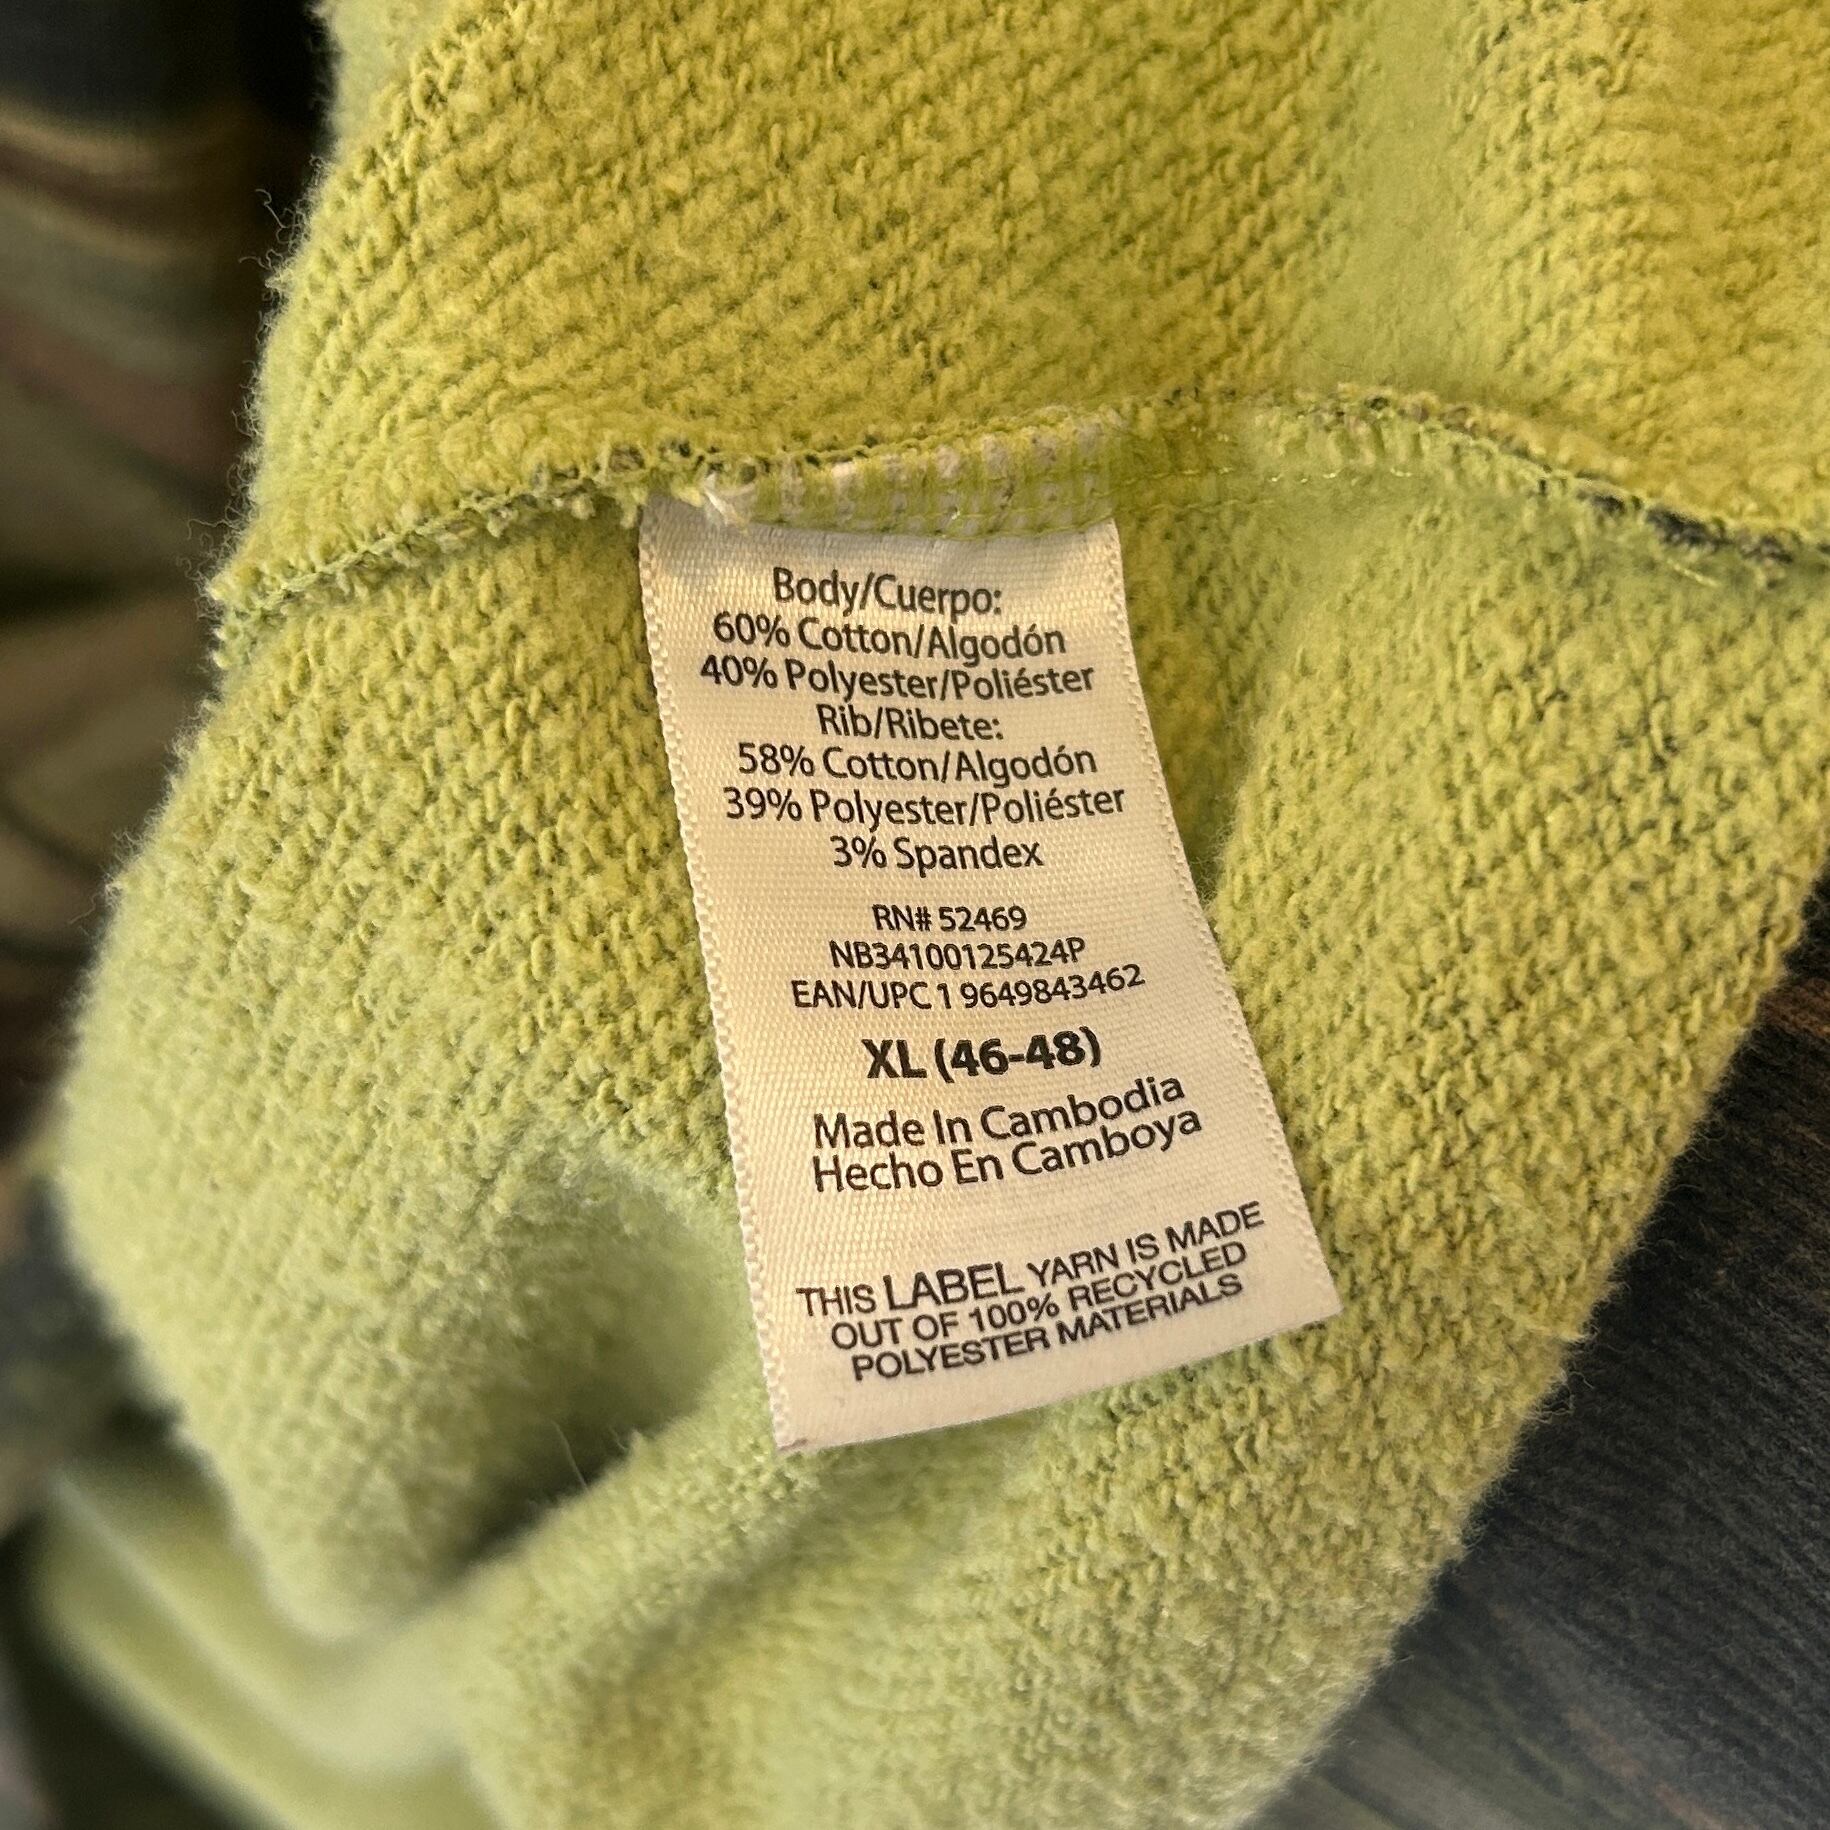 Body/Cuerpo:
60% Cotton/Algodón
40% Polyester/Poliéster
Rib/Ribete:
58% Cotton/Algodón
39% Polyester/Poliéster
3% Spandex
RN# 52469
NB34100125424P
EAN/UPC 1 9649843462
XL (46-48)
Made In Cambodia
Hecho En Camboya
THIS LABEL YARN IS MADE
OUT OF 100% RECYCLED
POLYESTER MATERIALS